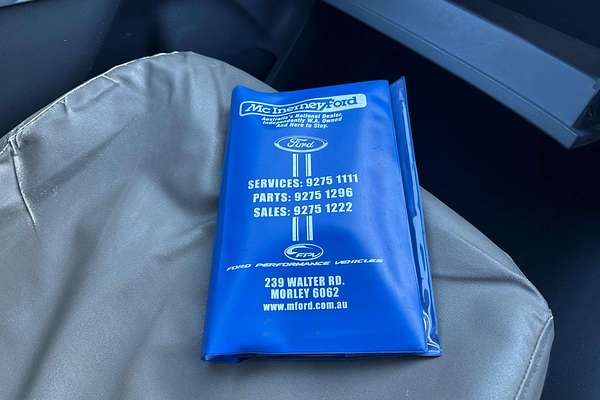 McInerney Ford
Australia's National Dealer.
Independently W.A. Owned
And Here to Stay.
Ford
SERVICES: 9275 1111
PARTS: 9275 1296
SALES: 9275 1222
FPV
FORD PERFORMANCE VEHICLES
239 WALTER RD.
MORLEY 6062
www.mford.com.au